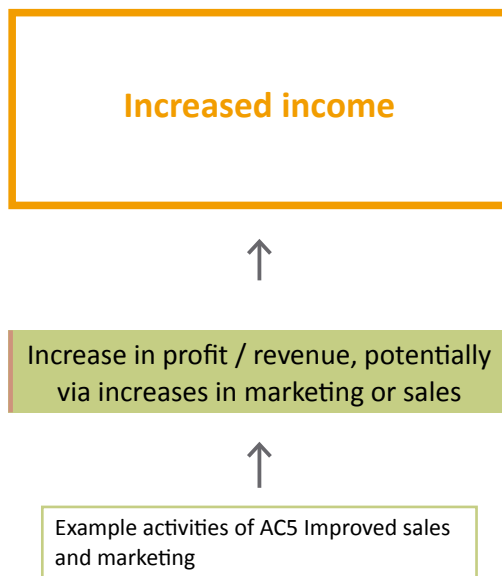 Increased income
Increase in profit / revenue, potentially
via increases in marketing or sales
Example activities of AC5 Improved sales
and marketing